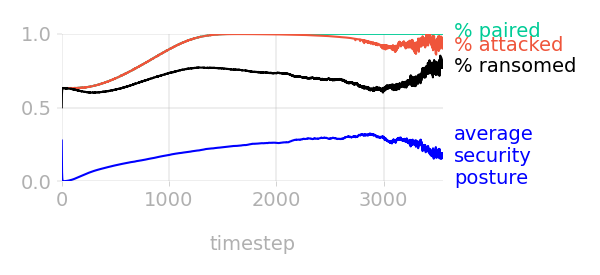 1.0
0.5
0.0
0
1000
2000
3000
timestep
% paired
% attacked
% ransomed
average
security
posture